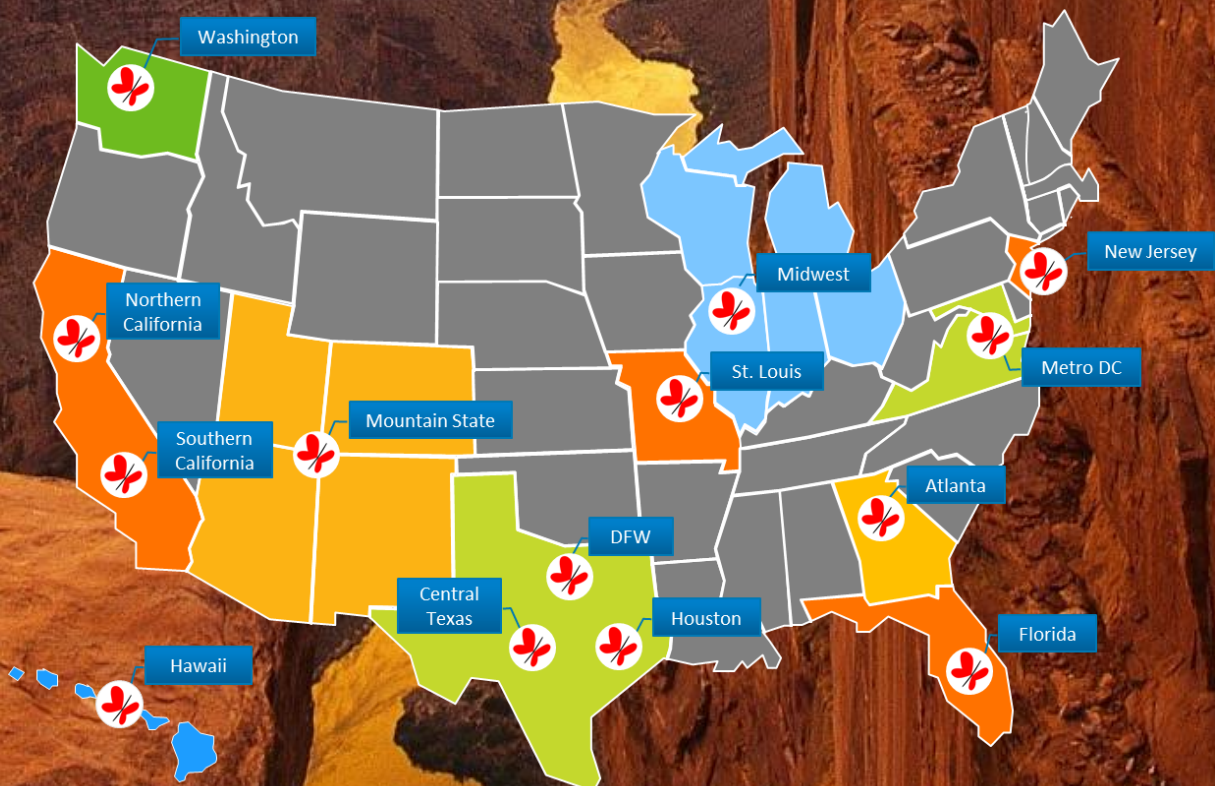 Washington
New Jersey
Midwest
Northern
California
St. Louis
Metro DC
Mountain State
Southern
California
Atlanta
DFW
Central
Texas
Houston
Florida
Hawaii